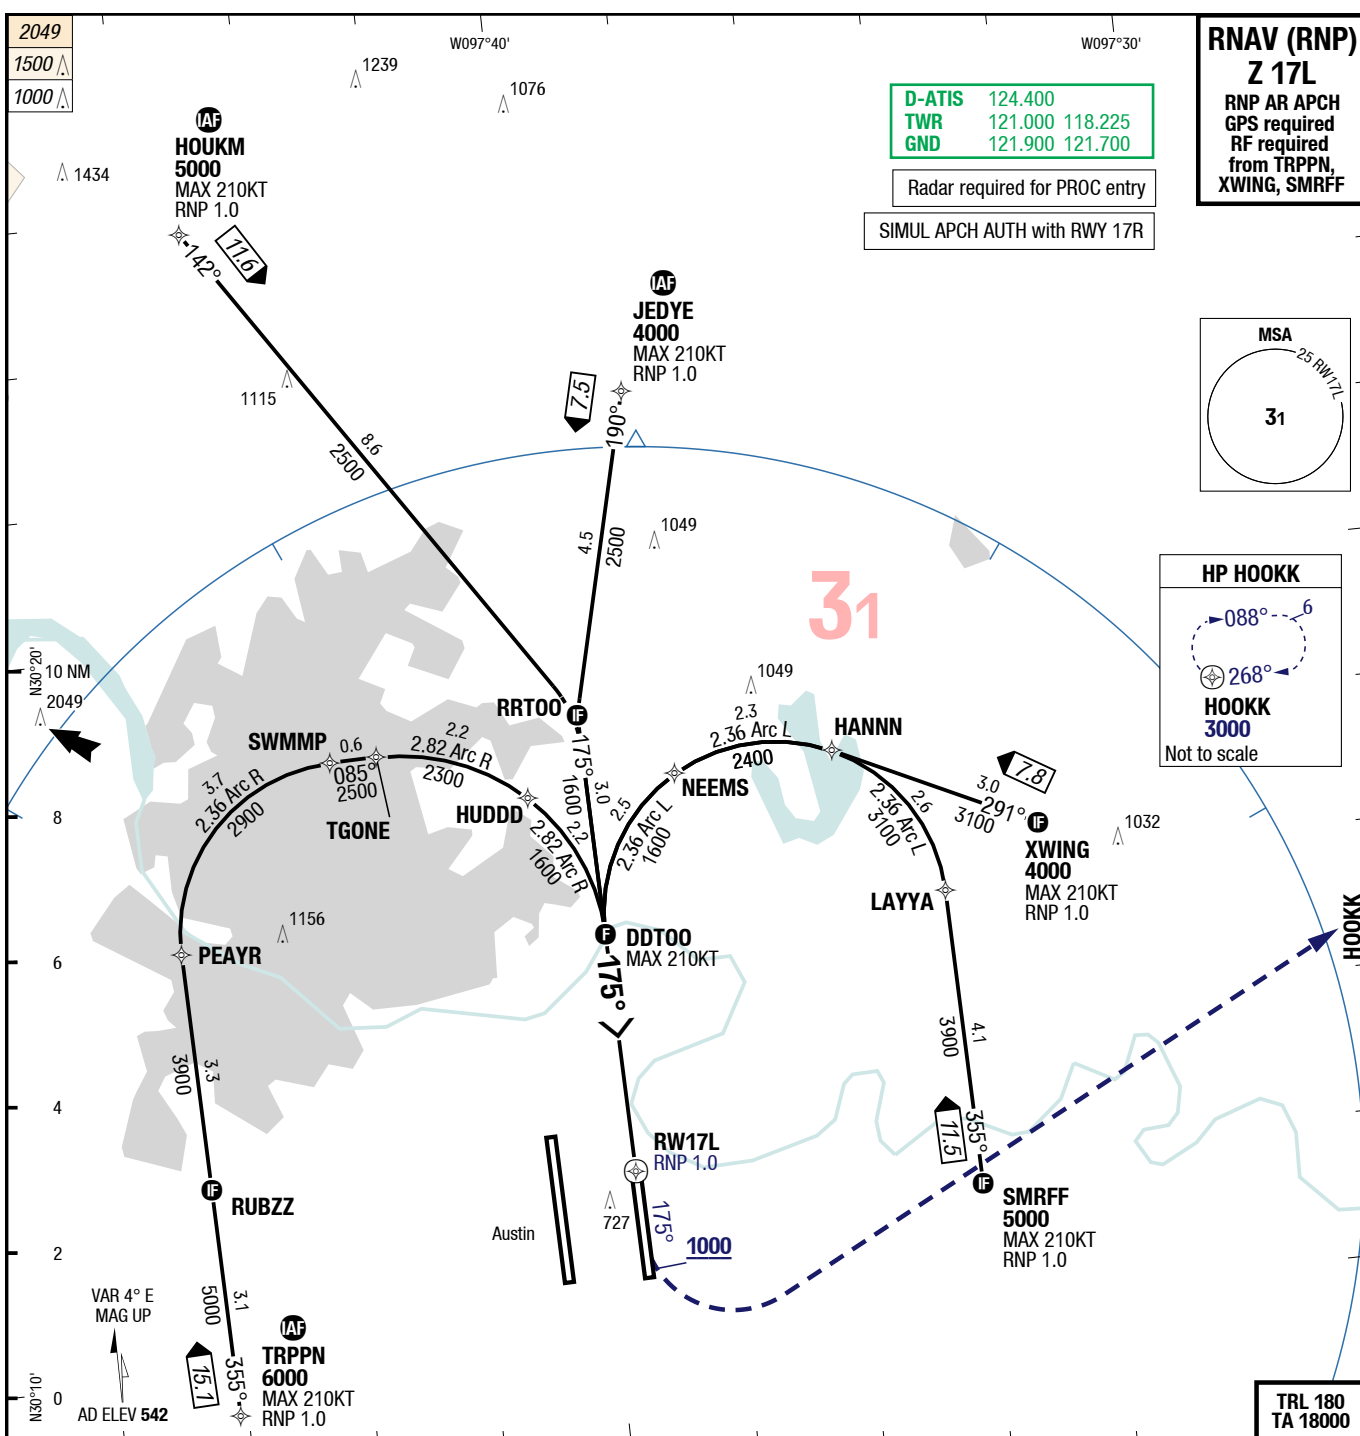 2049
1500
1000
W097°40'
W097°30'
RNAV (RNP)
Z 17L
RNP AR APCH
GPS required
RF required
from TRPPN,
XWING, SMRFF
D-ATIS 124.400
TWR 121.000 118.225
GND 121.900 121.700
Radar required for PROC entry
SIMUL APCH AUTH with RWY 17R
1239
1076
1434
IAF
HOUKM
5000
MAX 210KT
RNP 1.0
142°
11.6
IAF
JEDYE
4000
MAX 210KT
RNP 1.0
7.5
190°
MSA
25 RW17L
31
1115
8.6
2500
4.5
2500
1049
31
HP HOOKK
088°
6
268°
HOOKK
3000
Not to scale
N30°20'
10 NM
2049
RRTOO
IF
1049
HANNN
SWMMP
0.6
085°
2500
TGONE
2.2
2.82 Arc R
2300
3.7
2.36 Arc R
2900
HUDDD
2.2
2.82 Arc R
1600
175°
3.0
1600
2.3
2.36 Arc L
2400
NEEMS
2.5
2.36 Arc L
1600
2.6
2.36 Arc L
3100
7.8
3.0
291°
3100
IF
XWING
4000
MAX 210KT
RNP 1.0
1032
8
LAYYA
1156
PEAYR
F
DDTOO
MAX 210KT
175°
HOOKK
6
3900
3.3
3900
4.1
4
11.5
355°
RW17L
RNP 1.0
IF
RUBZZ
727
175°
1000
Austin
IF
SMRFF
5000
MAX 210KT
RNP 1.0
2
5000
3.1
VAR 4° E
MAG UP
IAF
TRPPN
6000
MAX 210KT
RNP 1.0
15.1
355°
N30°10'
0
AD ELEV 542
TRL 180
TA 18000